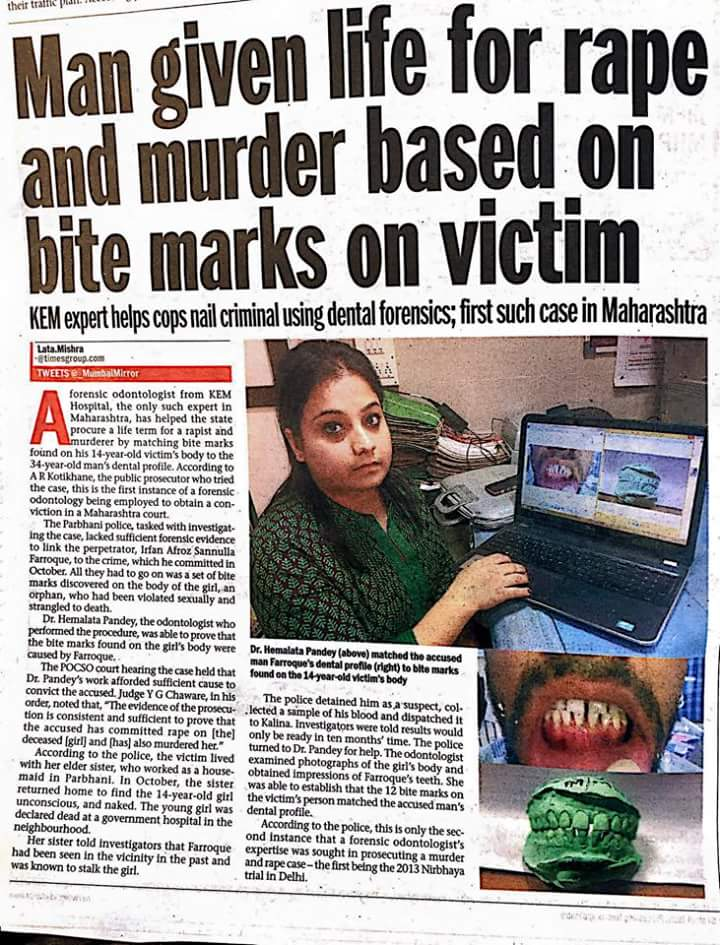 their traffic plan.
Man given life for rape
and murder based on
bite marks on victim
KEM expert helps cops nail criminal using dental forensics; first such case in Maharashtra
Lata.Mishra
@timesgroup.com
TWEETS @_MumbaiMirror
A forensic odontologist from KEM
Hospital, the only such expert in
Maharashtra, has helped the state
procure a life term for a rapist and
murderer by matching bite marks
found on his 14-year-old victim's body to the
34-year-old man's dental profile. According to
A R Kotikhane, the public prosecutor who tried
the case, this is the first instance of a forensic
odontology being employed to obtain a con-
viction in a Maharashtra court.
The Parbhani police, tasked with investigat-
ing the case, lacked sufficient forensic evidence
to link the perpetrator, Irfan Afroz Sannulla
Farroque, to the crime, which he committed in
October. All they had to go on was a set of bite
marks discovered on the body of the girl, an
orphan, who had been violated sexually and
strangled to death.
Dr. Hemalata Pandey, the odontologist who
performed the procedure, was able to prove that
the bite marks found on the girl's body were
caused by Farroque.
The POCSO court hearing the case held that
Dr. Pandey's work afforded sufficient cause to
convict the accused. Judge Y G Chaware, in his
order, noted that, "The evidence of the prosecu-
tion is consistent and sufficient to prove that
the accused has committed rape on [the]
deceased [girl] and [has] also murdered her."
According to the police, the victim lived
with her elder sister, who worked as a house-
maid in Parbhani. In October, the sister
returned home to find the 14-year-old girl
unconscious, and naked. The young girl was
declared dead at a government hospital in the
neighbourhood.
Her sister told investigators that Farroque
had been seen in the vicinity in the past and
was known to stalk the girl.
Dr. Hemalata Pandey (above) matched the accused
man Farroque's dental profile (right) to bite marks
found on the 14-year-old victim's body
The police detained him as a suspect, col-
lected a sample of his blood and dispatched it
to Kalina. Investigators were told results would
only be ready in ten months' time. The police
turned to Dr. Pandey for help. The odontologist
examined photographs of the girl's body and
obtained impressions of Farroque's teeth. She
was able to establish that the 12 bite marks on
the victim's person matched the accused man's
dental profile.
According to the police, this is only the sec-
ond instance that a forensic odontologist's
expertise was sought in prosecuting a murder
and rape case – the first being the 2013 Nirbhaya
trial in Delhi.